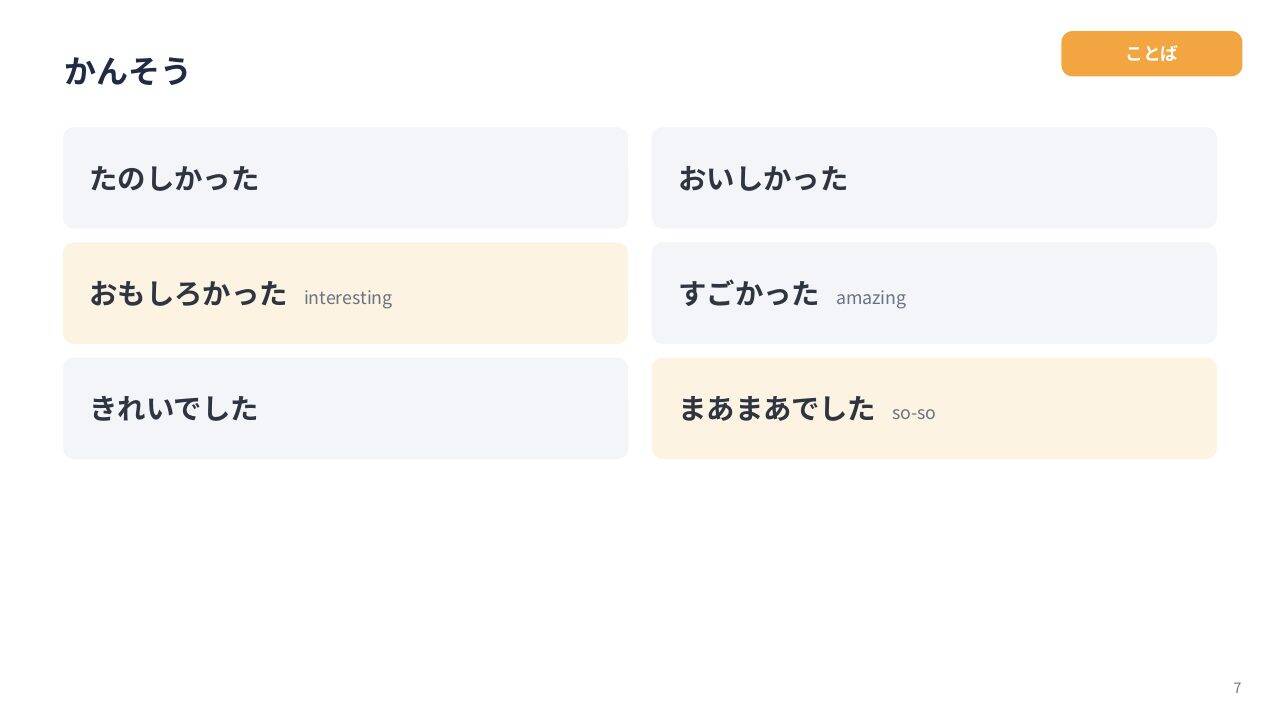 かんそう
ことば
たのしかった
おいしかった
おもしろかった interesting
すごかった amazing
きれいでした
まあまあでした so-so
7